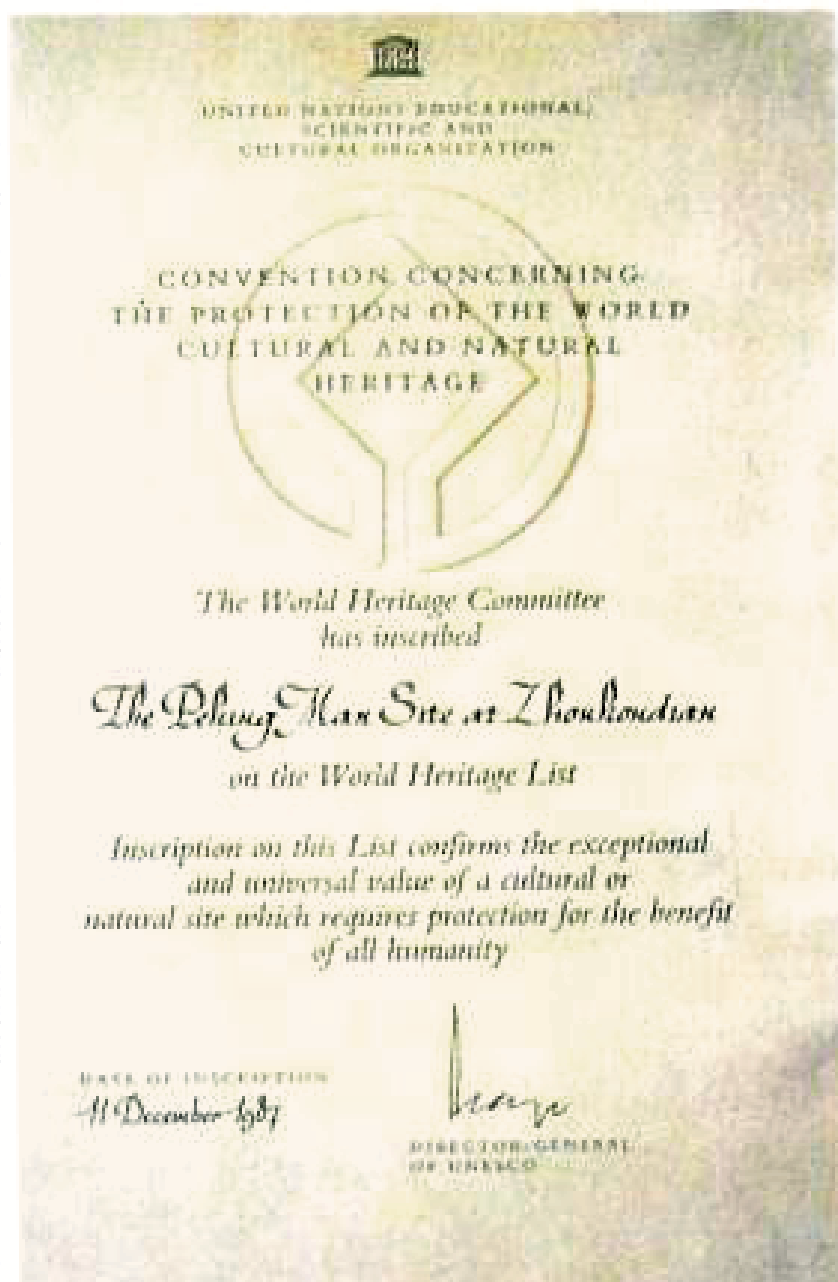 UNITED NATIONS EDUCATIONAL,
SCIENTIFIC AND
CULTURAL ORGANIZATION
CONVENTION CONCERNING
THE PROTECTION OF THE WORLD
CULTURAL AND NATURAL
HERITAGE
The World Heritage Committee
has inscribed
The Peking Man Site at Zhoukoudian
on the World Heritage List
Inscription on this List confirms the exceptional
and universal value of a cultural or
natural site which requires protection for the benefit
of all humanity
DATE OF INSCRIPTION
11 December 1987
DIRECTOR-GENERAL
OF UNESCO